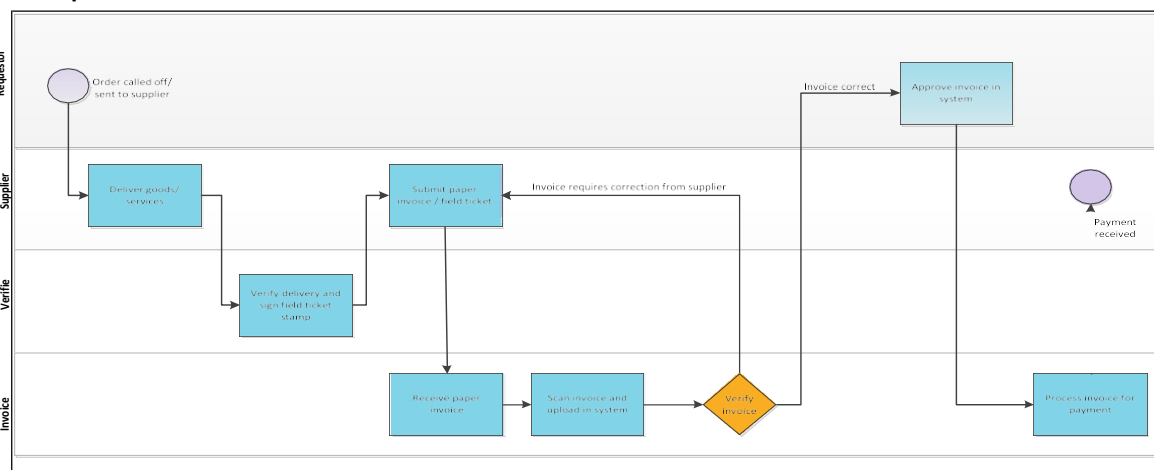 Requestor
Order called off/
sent to supplier
Invoice correct
Approve invoice in
system
Supplier
Deliver goods/
services
Submit paper
invoice / field ticket
Invoice requires correction from supplier
Payment
received
Verifie
Verify delivery and
sign field ticket
stamp
Invoice
Receive paper
invoice
Scan invoice and
upload in system
Verify
invoice
Process invoice for
payment